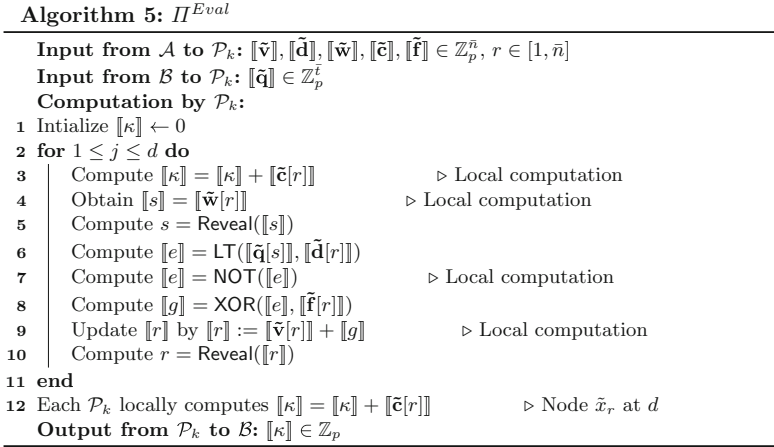 Algorithm 5: Π^Eval
Input from 𝒜 to 𝒫_k: ⟦ṽ⟧, ⟦d̃⟧, ⟦w̃⟧, ⟦c̃⟧, ⟦f̃⟧ ∈ ℤ_p^n̄, r ∈ [1, n̄]
Input from ℬ to 𝒫_k: ⟦q̃⟧ ∈ ℤ_p^t̄
Computation by 𝒫_k:
1 Intialize ⟦κ⟧ ← 0
2 for 1 ≤ j ≤ d do
3 Compute ⟦κ⟧ = ⟦κ⟧ + ⟦c̃[r]⟧ ▷ Local computation
4 Obtain ⟦s⟧ = ⟦w̃[r]⟧ ▷ Local computation
5 Compute s = Reveal(⟦s⟧)
6 Compute ⟦e⟧ = LT(⟦q̃[s]⟧, ⟦d̃[r]⟧)
7 Compute ⟦e⟧ = NOT(⟦e⟧) ▷ Local computation
8 Compute ⟦g⟧ = XOR(⟦e⟧, ⟦f̃[r]⟧)
9 Update ⟦r⟧ by ⟦r⟧ := ⟦ṽ[r]⟧ + ⟦g⟧ ▷ Local computation
10 Compute r = Reveal(⟦r⟧)
11 end
12 Each 𝒫_k locally computes ⟦κ⟧ = ⟦κ⟧ + ⟦c̃[r]⟧ ▷ Node x̃_r at d
Output from 𝒫_k to ℬ: ⟦κ⟧ ∈ ℤ_p